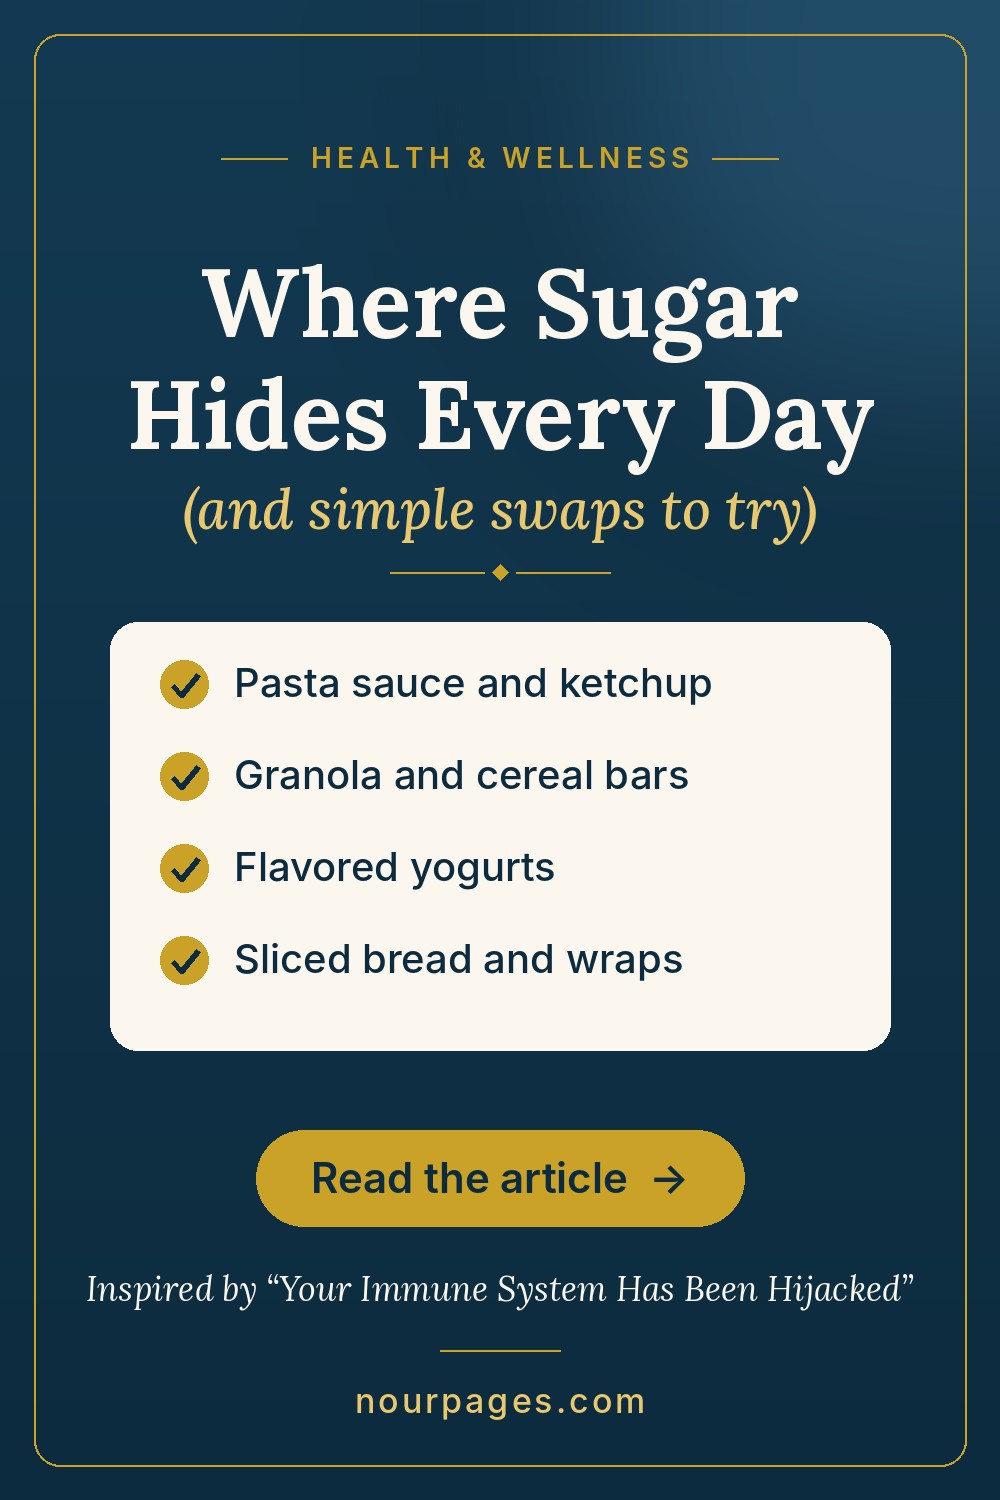 HEALTH & WELLNESS
Where Sugar
Hides Every Day
(and simple swaps to try)
Pasta sauce and ketchup
Granola and cereal bars
Flavored yogurts
Sliced bread and wraps
Read the article →
Inspired by “Your Immune System Has Been Hijacked”
nourpages.com